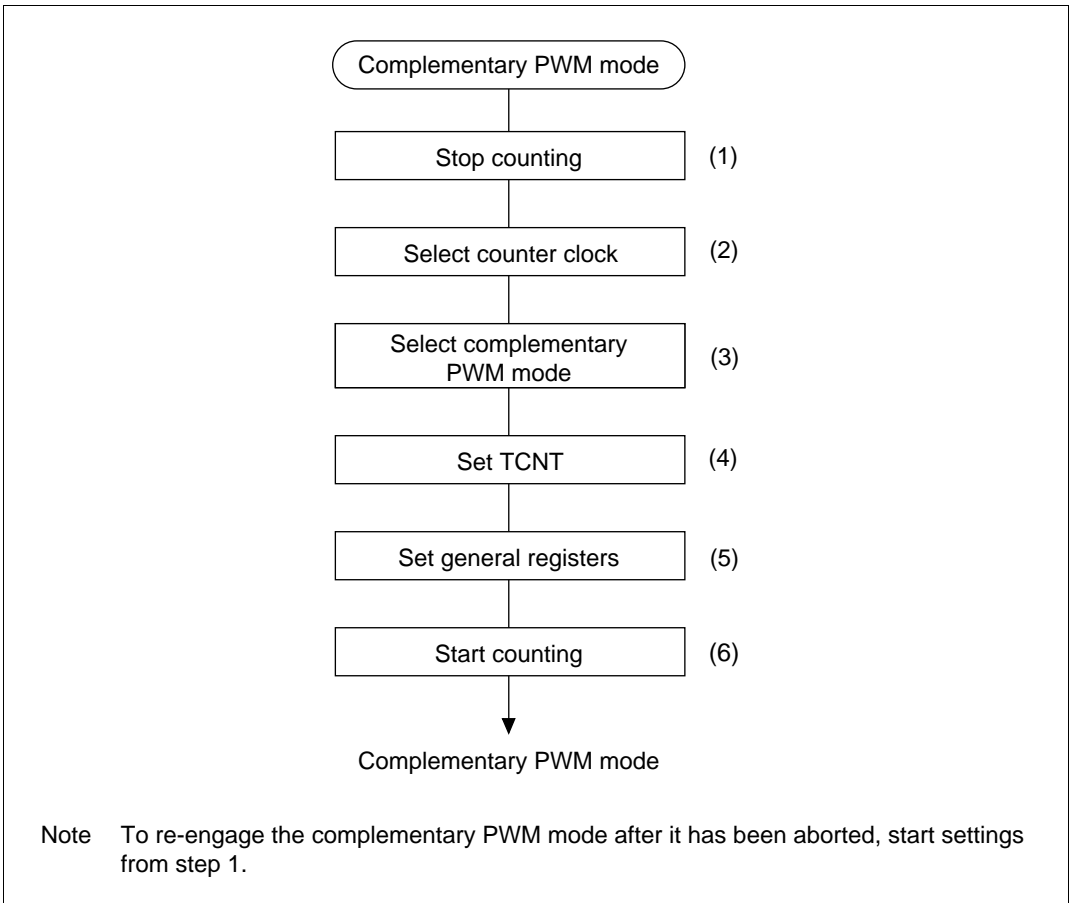 Complementary PWM mode
Stop counting (1)
Select counter clock (2)
Select complementary
PWM mode (3)
Set TCNT (4)
Set general registers (5)
Start counting (6)
Complementary PWM mode
Note To re-engage the complementary PWM mode after it has been aborted, start settings
from step 1.